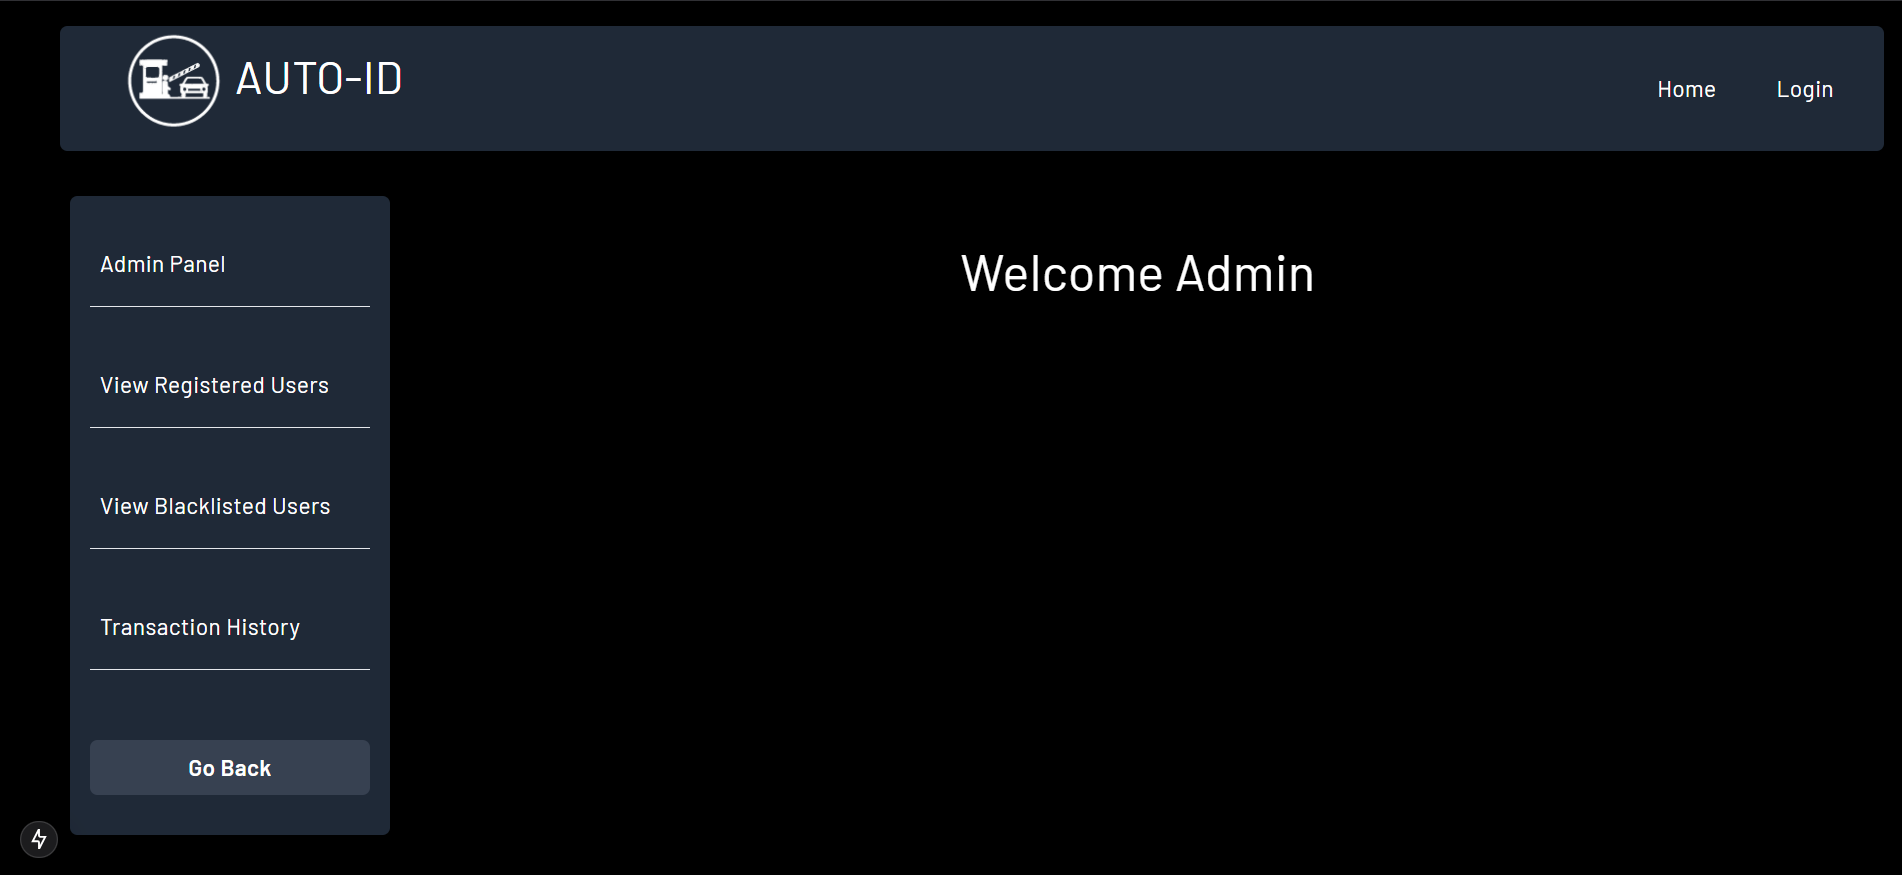 AUTO-ID
Home
Login
Admin Panel
Welcome Admin
View Registered Users
View Blacklisted Users
Transaction History
Go Back